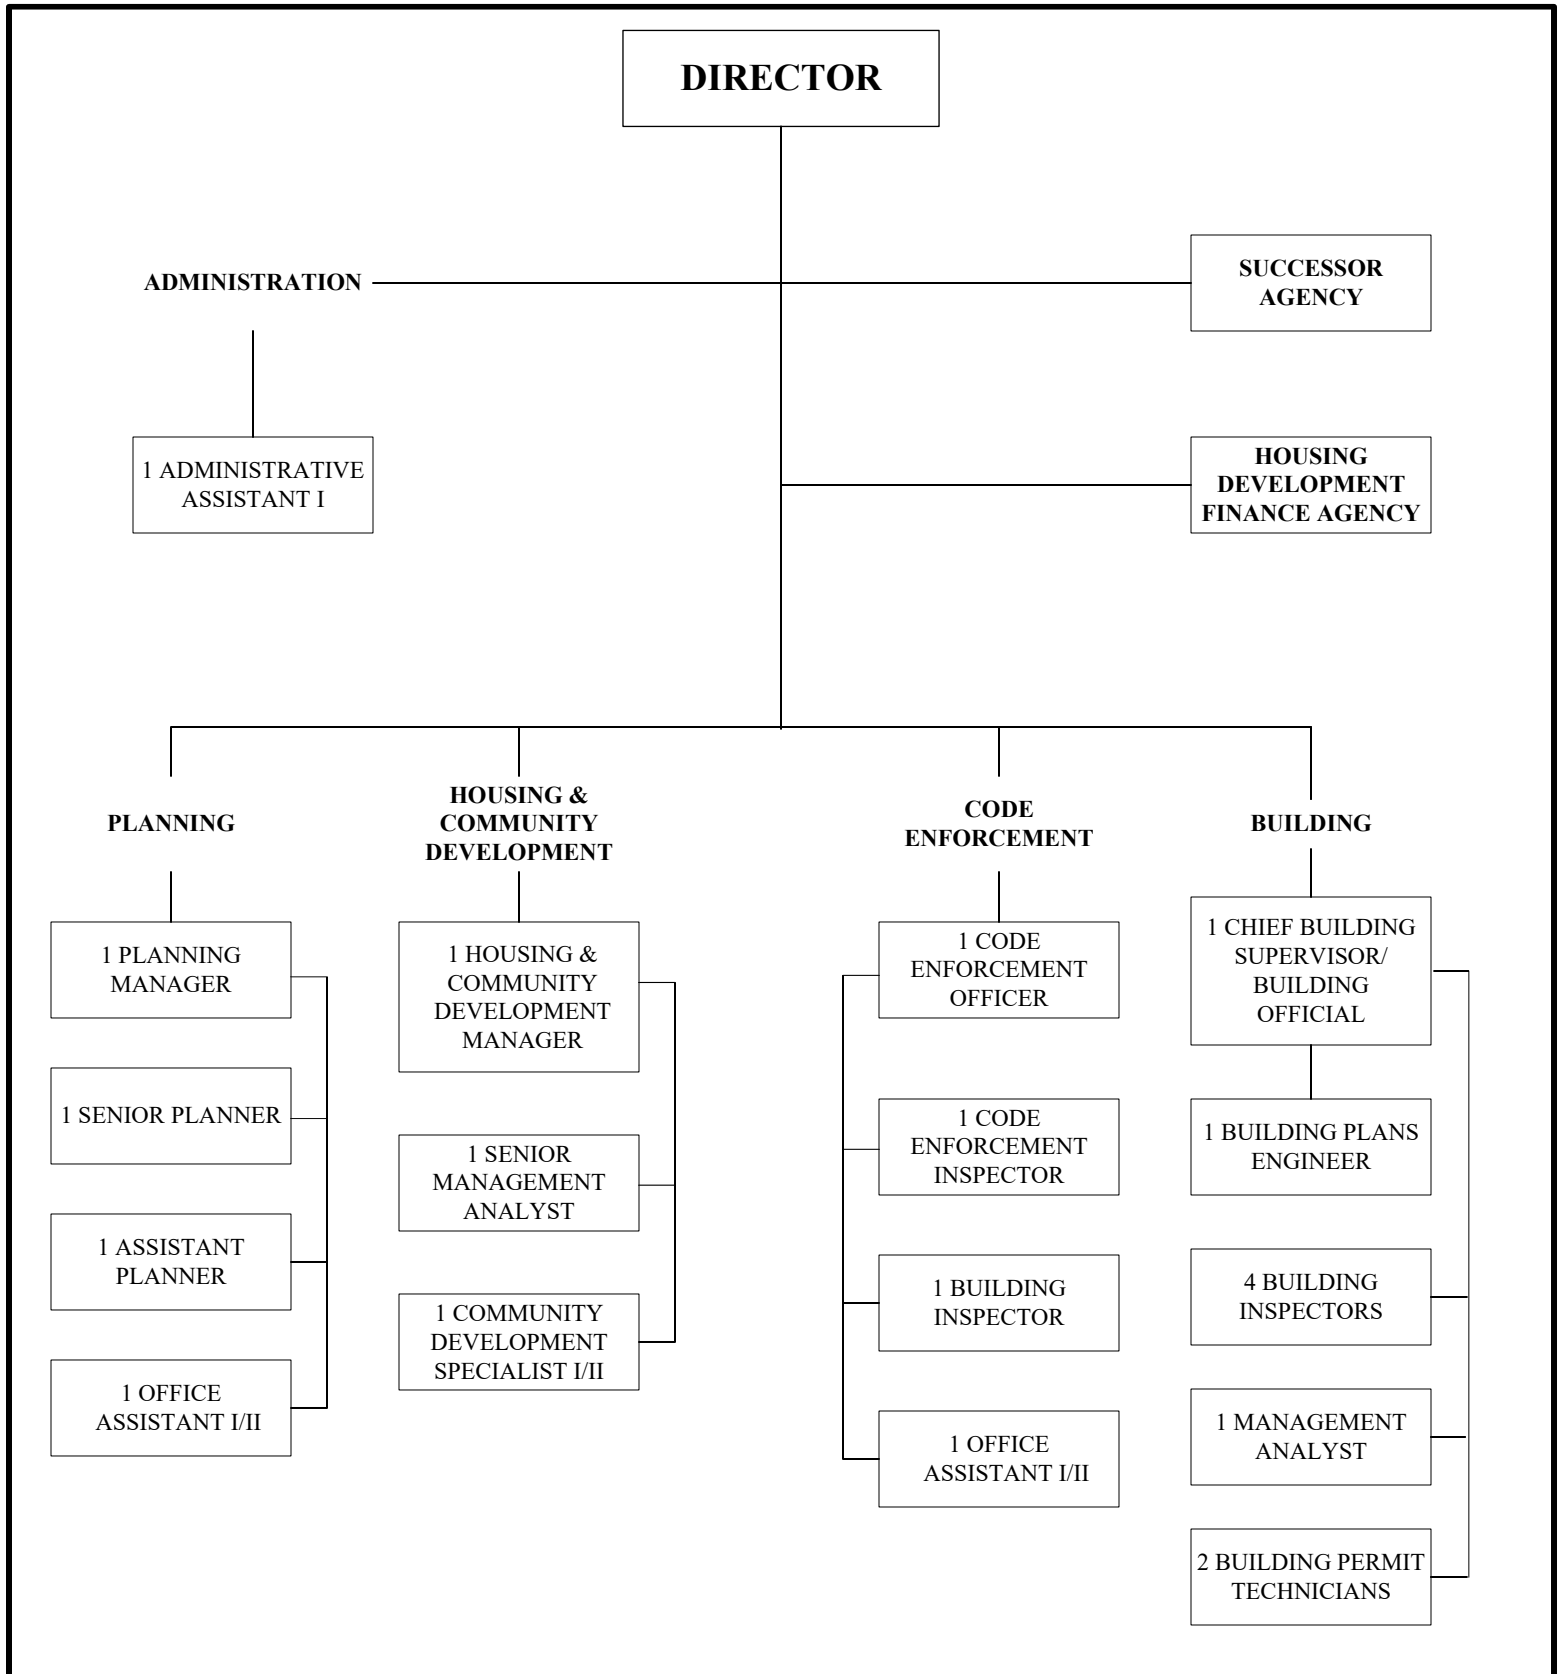 DIRECTOR
ADMINISTRATION
SUCCESSOR
AGENCY
1 ADMINISTRATIVE
ASSISTANT I
HOUSING
DEVELOPMENT
FINANCE AGENCY
PLANNING
HOUSING &
COMMUNITY
DEVELOPMENT
CODE
ENFORCEMENT
BUILDING
1 PLANNING
MANAGER
1 SENIOR PLANNER
1 ASSISTANT
PLANNER
1 OFFICE
ASSISTANT I/II
1 HOUSING &
COMMUNITY
DEVELOPMENT
MANAGER
1 SENIOR
MANAGEMENT
ANALYST
1 COMMUNITY
DEVELOPMENT
SPECIALIST I/II
1 CODE
ENFORCEMENT
OFFICER
1 CODE
ENFORCEMENT
INSPECTOR
1 BUILDING
INSPECTOR
1 OFFICE
ASSISTANT I/II
1 CHIEF BUILDING
SUPERVISOR/
BUILDING
OFFICIAL
1 BUILDING PLANS
ENGINEER
4 BUILDING
INSPECTORS
1 MANAGEMENT
ANALYST
2 BUILDING PERMIT
TECHNICIANS